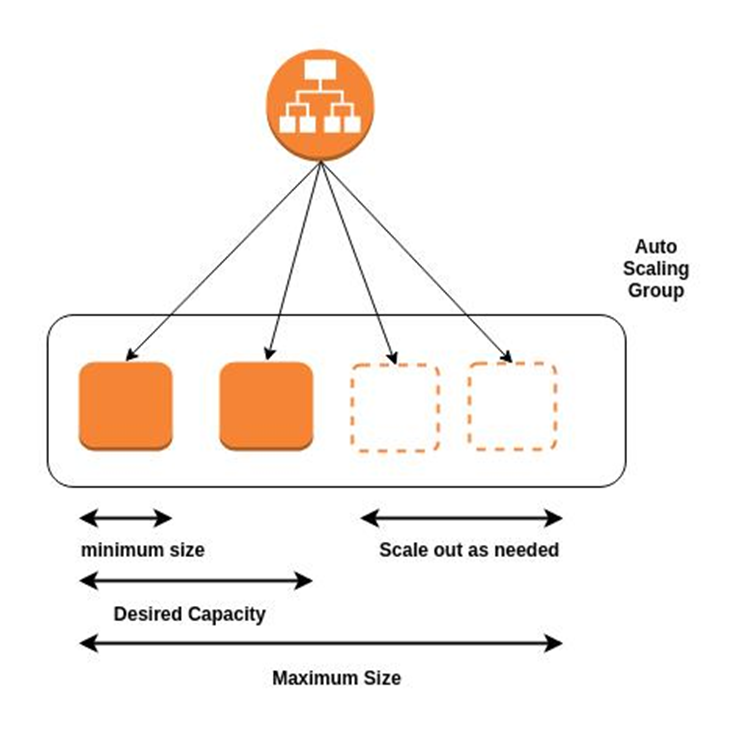 Auto
Scaling
Group
minimum size
Scale out as needed
Desired Capacity
Maximum Size